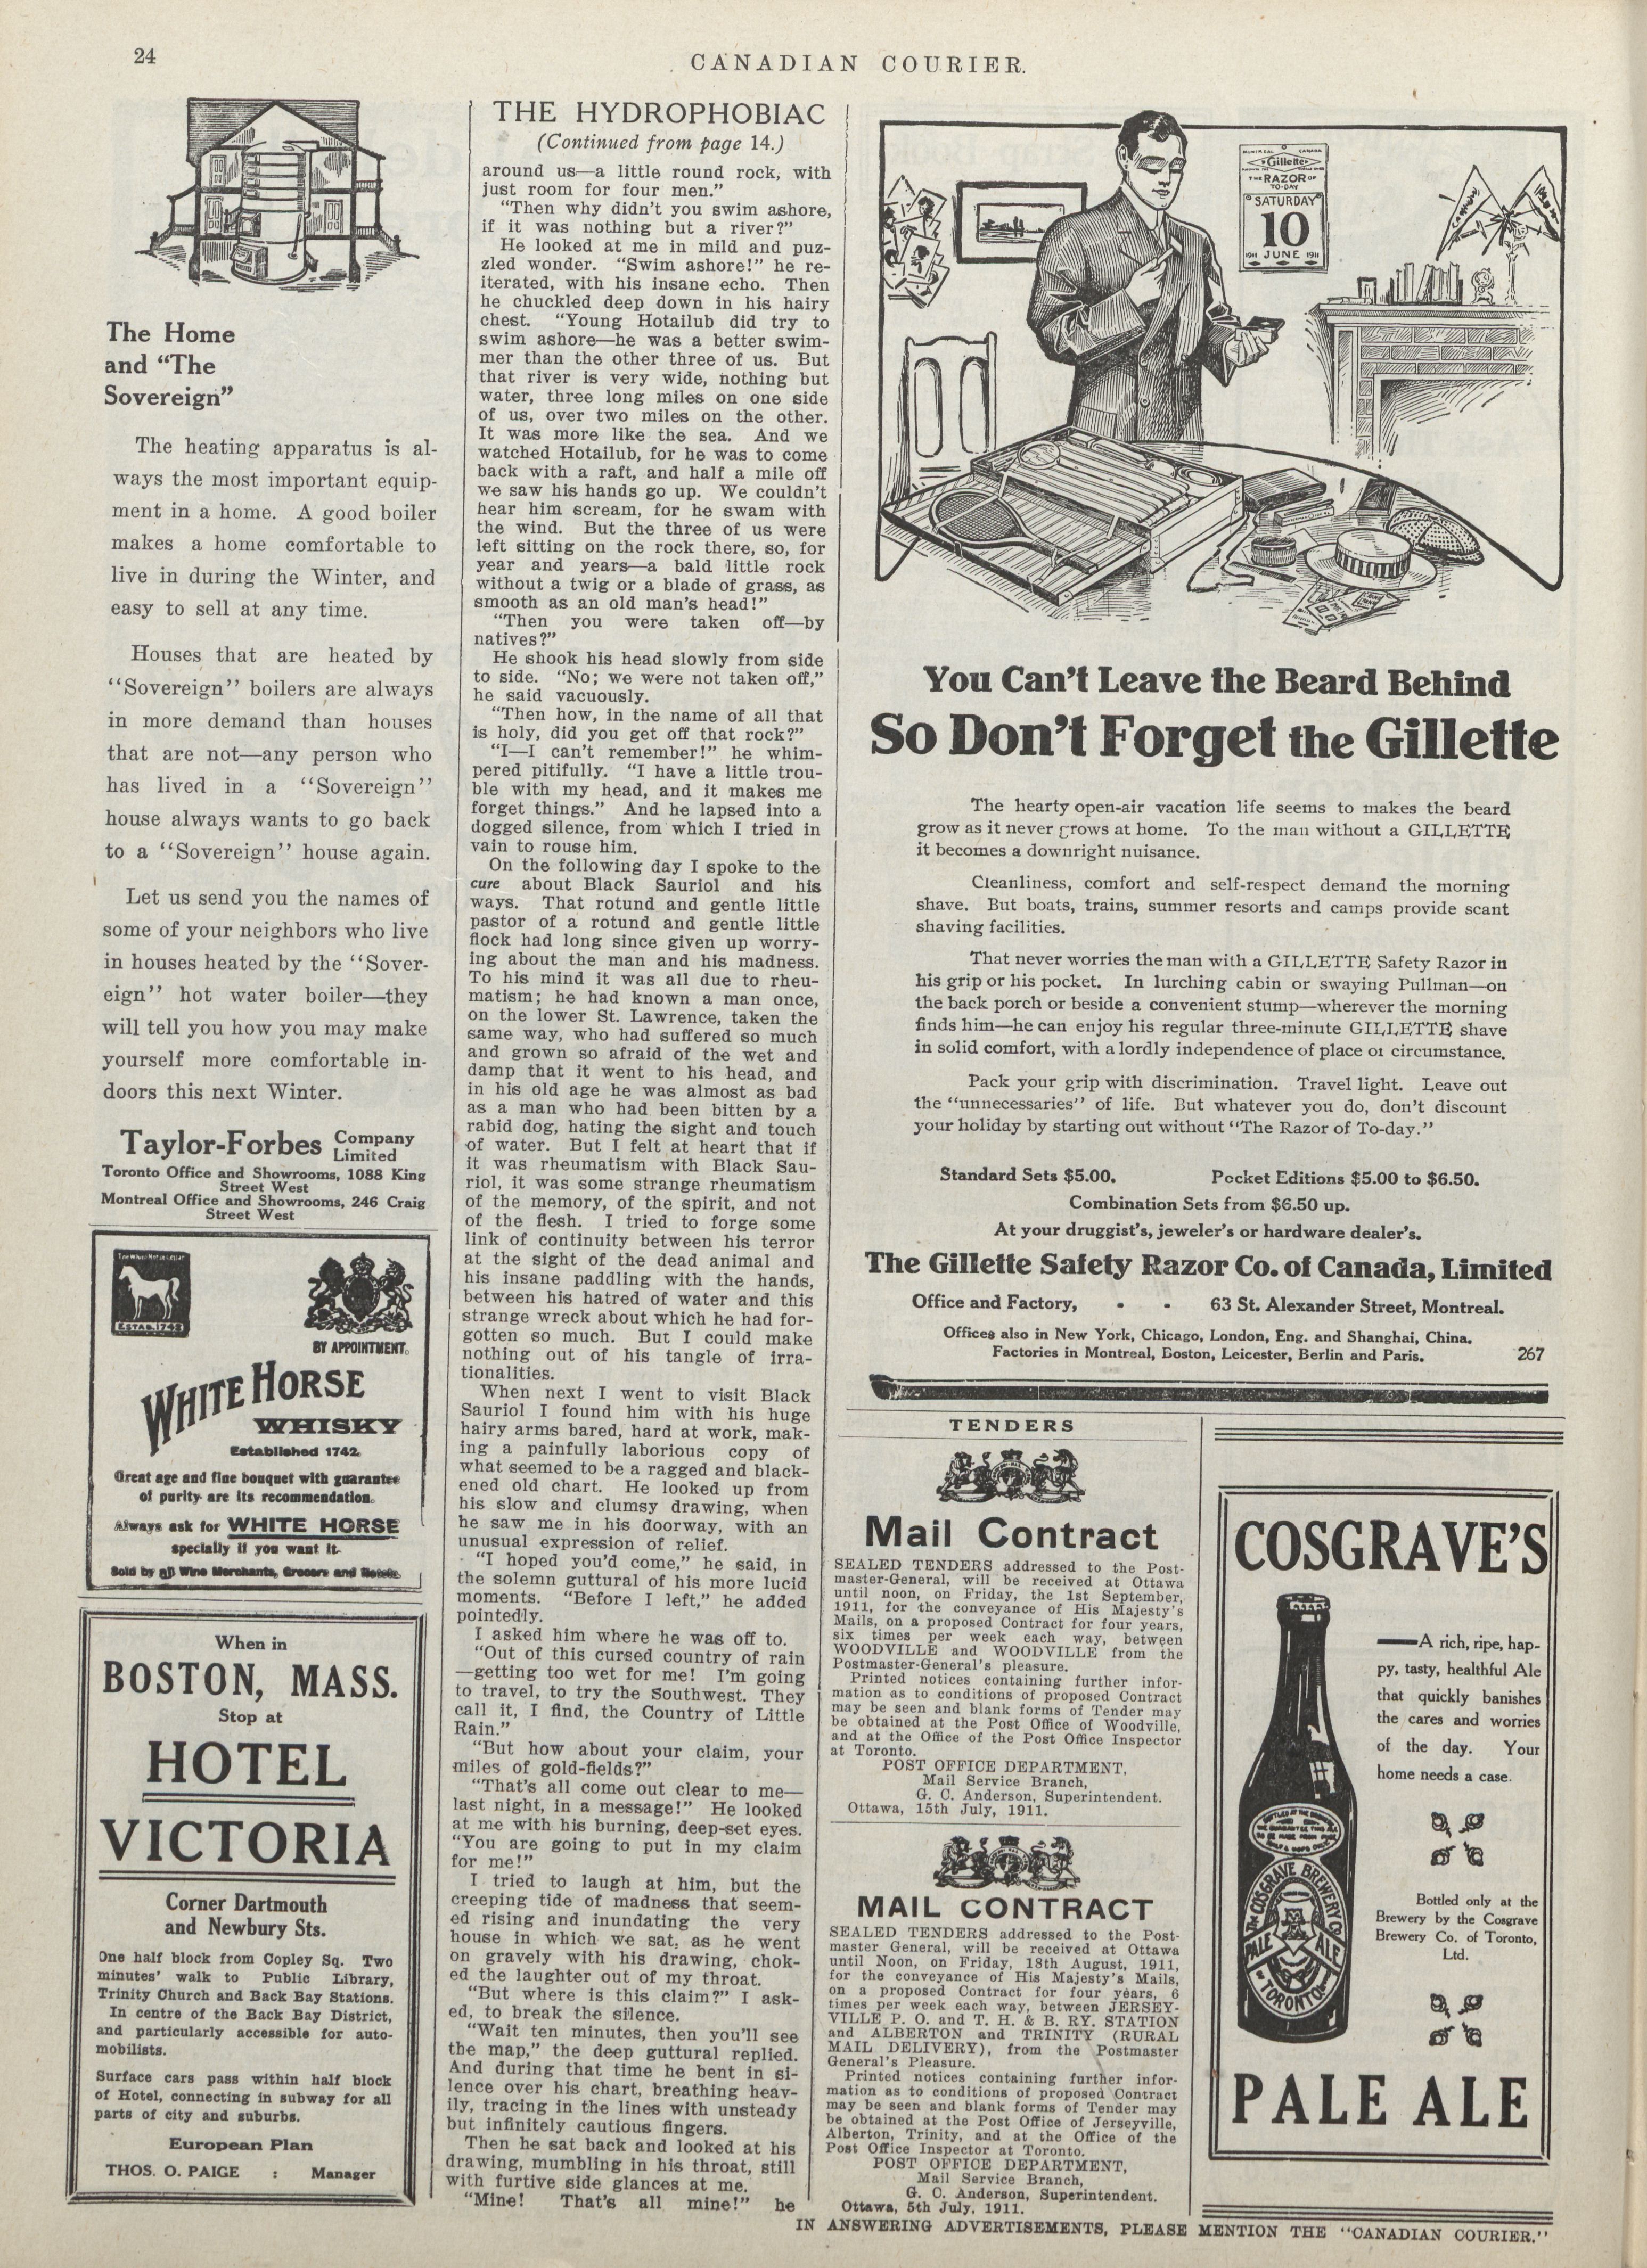 24
CANADIAN COURIER.
The Home
and “The
Sovereign”
The heating apparatus is al-
ways the most important equip-
ment in a home. A good boiler
makes a home comfortable to
live in during the Winter, and
easy to sell at any time.
Houses that are heated by
“Sovereign” boilers are always
in more demand than houses
that are not—any person who
has lived in a “Sovereign”
house always wants to go back
to a “Sovereign” house again.
Let us send you the names of
some of your neighbors who live
in houses heated by the “Sover-
eign” hot water boiler—they
will tell you how you may make
yourself more comfortable in-
doors this next Winter.
Taylor-Forbes Company Limited
Toronto Office and Showrooms, 1088 King
Street West
Montreal Office and Showrooms, 246 Craig
Street West
ESTAB. 1742
BY APPOINTMENT.
WHITE HORSE
WHISKY
Established 1742.
Great age and fine bouquet with guarantee
of purity are its recommendation.
Always ask for WHITE HORSE
specially if you want it.
Sold by all Wine Merchants, Grocers and Hotels.
When in
BOSTON, MASS.
Stop at
HOTEL
VICTORIA
Corner Dartmouth
and Newbury Sts.
One half block from Copley Sq. Two
minutes’ walk to Public Library,
Trinity Church and Back Bay Stations.
In centre of the Back Bay District,
and particularly accessible for auto-
mobilists.
Surface cars pass within half block
of Hotel, connecting in subway for all
parts of city and suburbs.
European Plan
THOS. O. PAIGE : Manager
THE HYDROPHOBIAC
(Continued from page 14.)
around us—a little round rock, with
just room for four men.”
“Then why didn’t you swim ashore,
if it was nothing but a river?”
He looked at me in mild and puz-
zled wonder. “Swim ashore!” he re-
iterated, with his insane echo. Then
he chuckled deep down in his hairy
chest. “Young Hotailub did try to
swim ashore—he was a better swim-
mer than the other three of us. But
that river is very wide, nothing but
water, three long miles on one side
of us, over two miles on the other.
It was more like the sea. And we
watched Hotailub, for he was to come
back with a raft, and half a mile off
we saw his hands go up. We couldn’t
hear him scream, for he swam with
the wind. But the three of us were
left sitting on the rock there, so, for
year and years—a bald little rock
without a twig or a blade of grass, as
smooth as an old man’s head!”
“Then you were taken off—by
natives?”
He shook his head slowly from side
to side. “No; we were not taken off,”
he said vacuously.
“Then how, in the name of all that
is holy, did you get off that rock?”
“I—I can’t remember!” he whim-
pered pitifully. “I have a little trou-
ble with my head, and it makes me
forget things.” And he lapsed into a
dogged silence, from which I tried in
vain to rouse him.
On the following day I spoke to the
cure about Black Sauriol and his
ways. That rotund and gentle little
pastor of a rotund and gentle little
flock had long since given up worry-
ing about the man and his madness.
To his mind it was all due to rheu-
matism; he had known a man once,
on the lower St. Lawrence, taken the
same way, who had suffered so much
and grown so afraid of the wet and
damp that it went to his head, and
in his old age he was almost as bad
as a man who had been bitten by a
rabid dog, hating the sight and touch
of water. But I felt at heart that if
it was rheumatism with Black Sau-
riol, it was some strange rheumatism
of the memory, of the spirit, and not
of the flesh. I tried to forge some
link of continuity between his terror
at the sight of the dead animal and
his insane paddling with the hands,
between his hatred of water and this
strange wreck about which he had for-
gotten so much. But I could make
nothing out of his tangle of irra-
tionalities.
When next I went to visit Black
Sauriol I found him with his huge
hairy arms bared, hard at work, mak-
ing a painfully laborious copy of
what seemed to be a ragged and black-
ened old chart. He looked up from
his slow and clumsy drawing, when
he saw me in his doorway, with an
unusual expression of relief.
“I hoped you’d come,” he said, in
the solemn guttural of his more lucid
moments. “Before I left,” he added
pointedly.
I asked him where he was off to.
“Out of this cursed country of rain
—getting too wet for me! I’m going
to travel, to try the Southwest. They
call it, I find, the Country of Little
Rain.”
“But how about your claim, your
miles of gold-fields?”
“That’s all come out clear to me—
last night, in a message!” He looked
at me with his burning, deep-set eyes.
“You are going to put in my claim
for me!”
I tried to laugh at him, but the
creeping tide of madness that seem-
ed rising and inundating the very
house in which we sat, as he went
on gravely with his drawing, chok-
ed the laughter out of my throat.
“But where is this claim?” I ask-
ed, to break the silence.
“Wait ten minutes, then you’ll see
the map,” the deep guttural replied.
And during that time he bent in si-
lence over his chart, breathing heav-
ily, tracing in the lines with unsteady
but infinitely cautious fingers.
Then he sat back and looked at his
drawing, mumbling in his throat, still
with furtive side glances at me.
“Mine! That’s all mine!” he
MONTREAL CANADA
Gillette
THE RAZOR OF
TO-DAY
SATURDAY
10
1911 JUNE 1911
You Can’t Leave the Beard Behind
So Don’t Forget the Gillette
The hearty open-air vacation life seems to makes the beard
grow as it never grows at home. To the man without a GILLETTE
it becomes a downright nuisance.
Cleanliness, comfort and self-respect demand the morning
shave. But boats, trains, summer resorts and camps provide scant
shaving facilities.
That never worries the man with a GILLETTE Safety Razor in
his grip or his pocket. In lurching cabin or swaying Pullman—on
the back porch or beside a convenient stump—wherever the morning
finds him—he can enjoy his regular three-minute GILLETTE shave
in solid comfort, with a lordly independence of place or circumstance.
Pack your grip with discrimination. Travel light. Leave out
the “unnecessaries” of life. But whatever you do, don’t discount
your holiday by starting out without “The Razor of To-day.”
Standard Sets $5.00. Pocket Editions $5.00 to $6.50.
Combination Sets from $6.50 up.
At your druggist’s, jeweler’s or hardware dealer’s.
The Gillette Safety Razor Co. of Canada, Limited
Office and Factory, - - 63 St. Alexander Street, Montreal.
Offices also in New York, Chicago, London, Eng. and Shanghai, China.
Factories in Montreal, Boston, Leicester, Berlin and Paris. 267
TENDERS
Mail Contract
SEALED TENDERS addressed to the Post-
master-General, will be received at Ottawa
until noon, on Friday, the 1st September,
1911, for the conveyance of His Majesty’s
Mails, on a proposed Contract for four years,
six times per week each way, between
WOODVILLE and WOODVILLE from the
Postmaster-General’s pleasure.
Printed notices containing further infor-
mation as to conditions of proposed Contract
may be seen and blank forms of Tender may
be obtained at the Post Office of Woodville,
and at the Office of the Post Office Inspector
at Toronto.
POST OFFICE DEPARTMENT,
Mail Service Branch,
G. C. Anderson, Superintendent.
Ottawa, 15th July, 1911.
MAIL CONTRACT
SEALED TENDERS addressed to the Post-
master General, will be received at Ottawa
until Noon, on Friday, 18th August, 1911,
for the conveyance of His Majesty’s Mails,
on a proposed Contract for four years, 6
times per week each way, between JERSEY-
VILLE P. O. and T. H. & B. RY. STATION
and ALBERTON and TRINITY (RURAL
MAIL DELIVERY), from the Postmaster
General’s Pleasure.
Printed notices containing further infor-
mation as to conditions of proposed Contract
may be seen and blank forms of Tender may
be obtained at the Post Office of Jerseyville,
Alberton, Trinity, and at the Office of the
Post Office Inspector at Toronto.
POST OFFICE DEPARTMENT,
Mail Service Branch,
G. C. Anderson, Superintendent.
Ottawa, 5th July, 1911.
COSGRAVE’S
—A rich, ripe, hap-
py, tasty, healthful Ale
that quickly banishes
the cares and worries
of the day. Your
home needs a case.
Bottled only at the
Brewery by the Cosgrave
Brewery Co. of Toronto,
Ltd.
THE COSGRAVE BREWERY CO.
PALE ALE
TORONTO
PALE ALE
IN ANSWERING ADVERTISEMENTS, PLEASE MENTION THE “CANADIAN COURIER.”